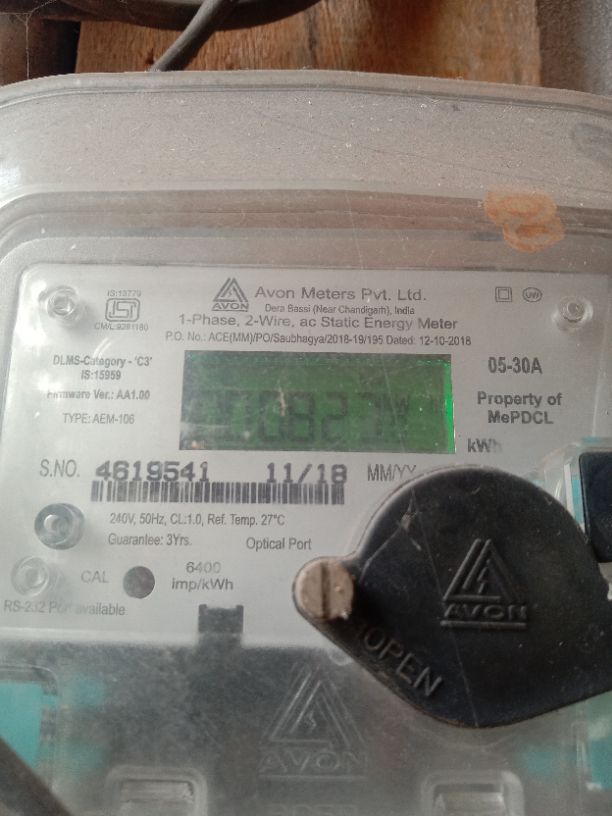 IS:13779
ISI
CM/L:9281180
AVON
Avon Meters Pvt. Ltd.
Dera Bassi (Near Chandigarh), India
1-Phase, 2-Wire, ac Static Energy Meter
P.O. No.: ACE(MM)/PO/Saubhagya/2018-19/195 Dated: 12-10-2018
DLMS-Category - 'C3'
IS:15959
Firmware Ver.: AA1.00
TYPE: AEM-106
05-30A
Property of
MePDCL
kWh
S.NO. 4619541 11/18 MM/YY
240V, 50Hz, CL:1.0, Ref. Temp. 27°C
Guarantee: 3Yrs.
Optical Port
CAL
6400
imp/kWh
RS-232 Port available
AVON
OPEN
AVON